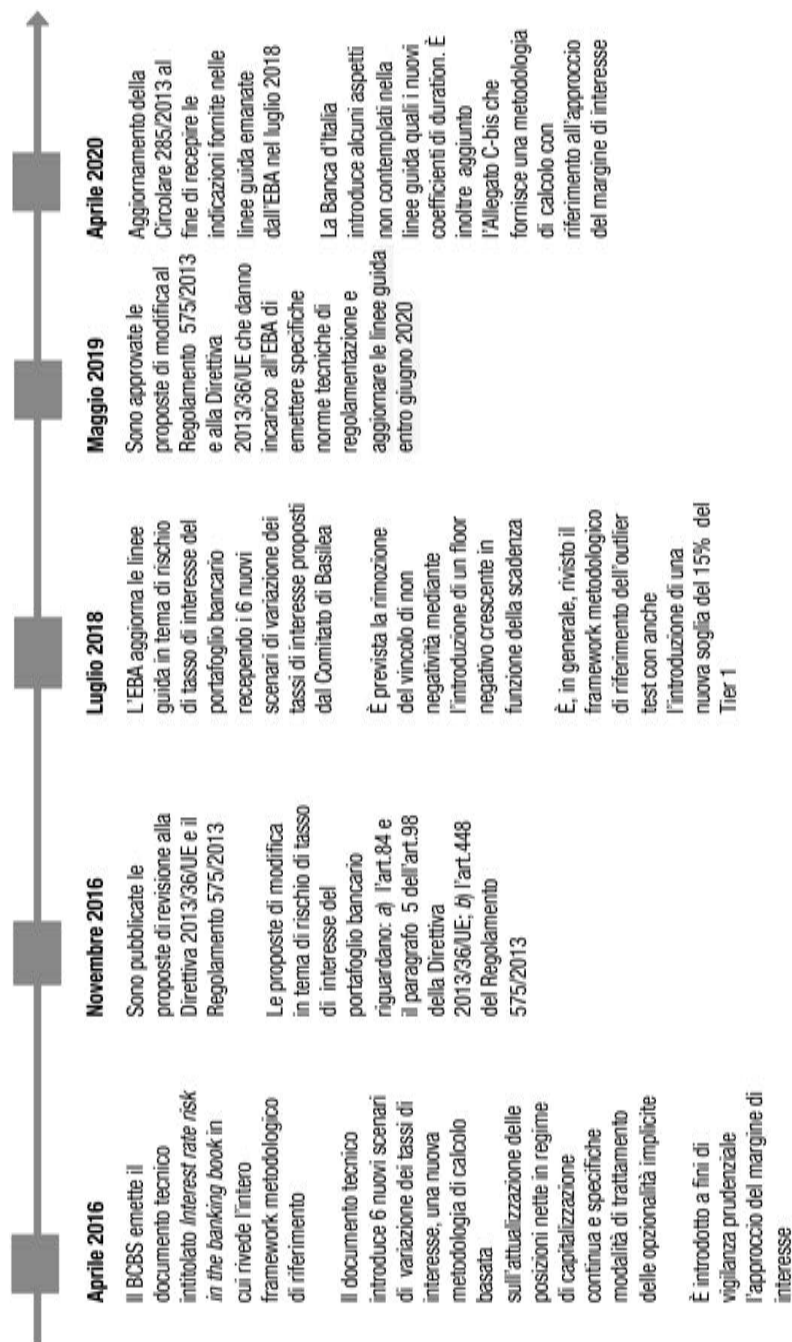 Aprile 2016
Il BCBS emette il
documento tecnico
intitolato Interest rate risk
in the banking book in
cui rivede l'intero
framework metodologico
di riferimento
Il documento tecnico
introduce 6 nuovi scenari
di variazione dei tassi di
interesse, una nuova
metodologia di calcolo
basata
sull'attualizzazione delle
posizioni nette in regime
di capitalizzazione
continua e specifiche
modalità di trattamento
delle opzionalità implicite
È introdotto a fini di
vigilanza prudenziale
l'approccio del margine di
interesse
Novembre 2016
Sono pubblicate le
proposte di revisione alla
Direttiva 2013/36/UE e il
Regolamento 575/2013
Le proposte di modifica
in tema di rischio di tasso
di interesse del
portafoglio bancario
riguardano: a) l'art.84 e
il paragrafo 5 dell'art.98
della Direttiva
2013/36/UE; b) l'art.448
del Regolamento
575/2013
Luglio 2018
L'EBA aggiorna le linee
guida in tema di rischio
di tasso di interesse del
portafoglio bancario
recependo i 6 nuovi
scenari di variazione dei
tassi di interesse proposti
dal Comitato di Basilea
È prevista la rimozione
del vincolo di non
negatività mediante
l'introduzione di un floor
negativo crescente in
funzione della scadenza
È, in generale, rivisto il
framework metodologico
di riferimento dell'outlier
test con anche
l'introduzione di una
nuova soglia del 15% del
Tier 1
Maggio 2019
Sono approvate le
proposte di modifica al
Regolamento 575/2013
e alla Direttiva
2013/36/UE che danno
incarico all'EBA di
emettere specifiche
norme tecniche di
regolamentazione e
aggiornare le linee guida
entro giugno 2020
Aprile 2020
Aggiornamento della
Circolare 285/2013 al
fine di recepire le
indicazioni fornite nelle
linee guida emanate
dall'EBA nel luglio 2018
La Banca d'Italia
introduce alcuni aspetti
non contemplati nella
linee guida quali i nuovi
coefficienti di duration. È
inoltre aggiunto
l'Allegato C-bis che
fornisce una metodologia
di calcolo con
riferimento all'approccio
del margine di interesse